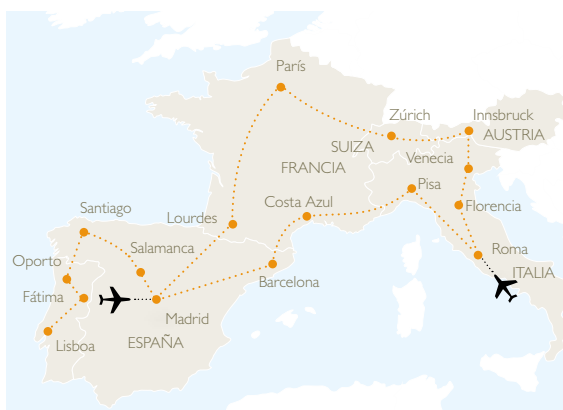 París
Zúrich
Innsbruck
AUSTRIA
SUIZA
Venecia
FRANCIA
Pisa
Costa Azul
Florencia
Santiago
Lourdes
Salamanca
Roma
Oporto
ITALIA
Barcelona
Fátima
Madrid
Lisboa
ESPAÑA